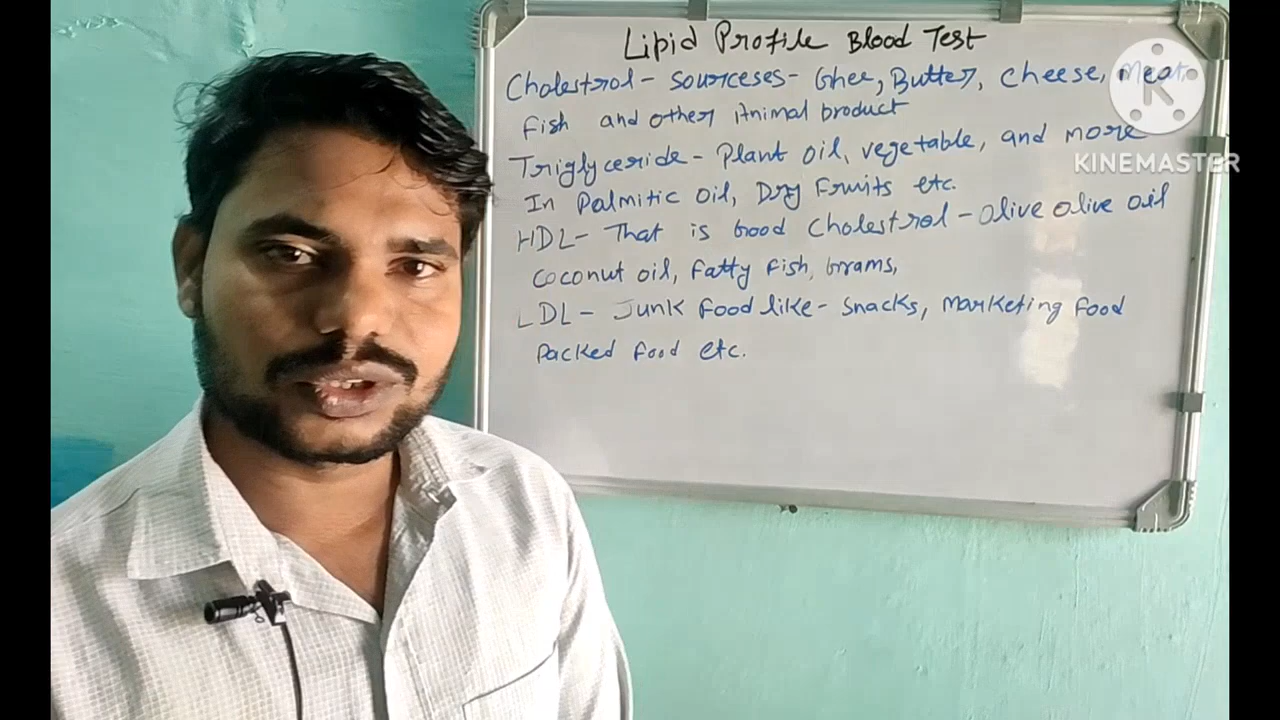 Lipid Profile Blood Test
Cholestrol - Sourceses - Ghee, Butter, Cheese, Meat,
Fish and other Animal broduct
Triglyceride - Plant oil, vegetable, and more
In Palmitic oil, Dry Fruits etc.
HDL - That is Good Cholestrol - Olive Olive oil
Coconut oil, Fatty Fish, Grams,
LDL - Junk Food like - Snacks, Marketing Food
Packed Food etc.
K
KINEMASTER